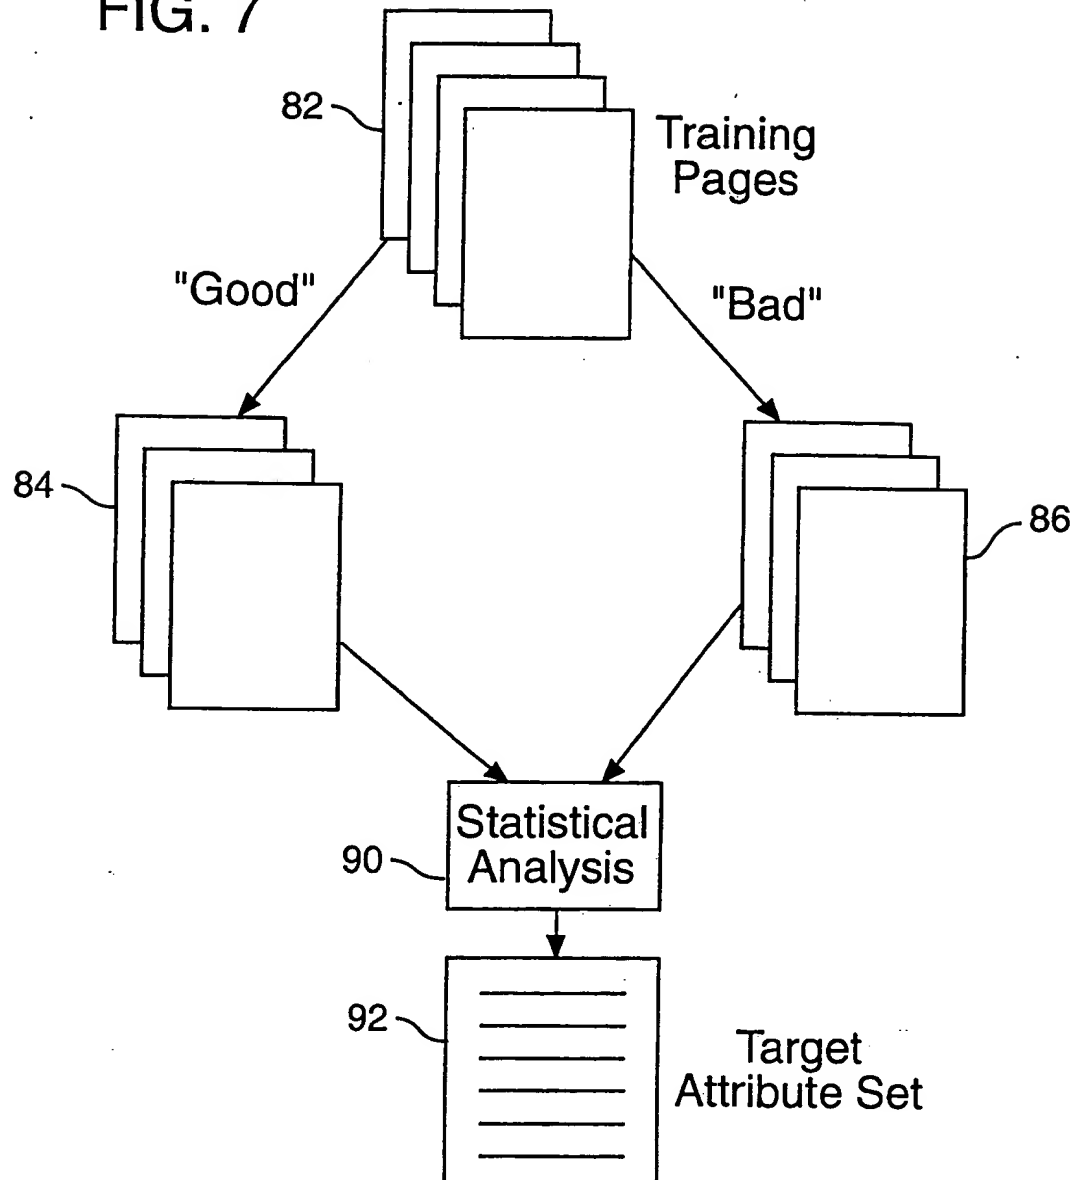 FIG. 7
82
Training
Pages
"Good"
"Bad"
84
86
Statistical
Analysis
90
92
Target
Attribute Set